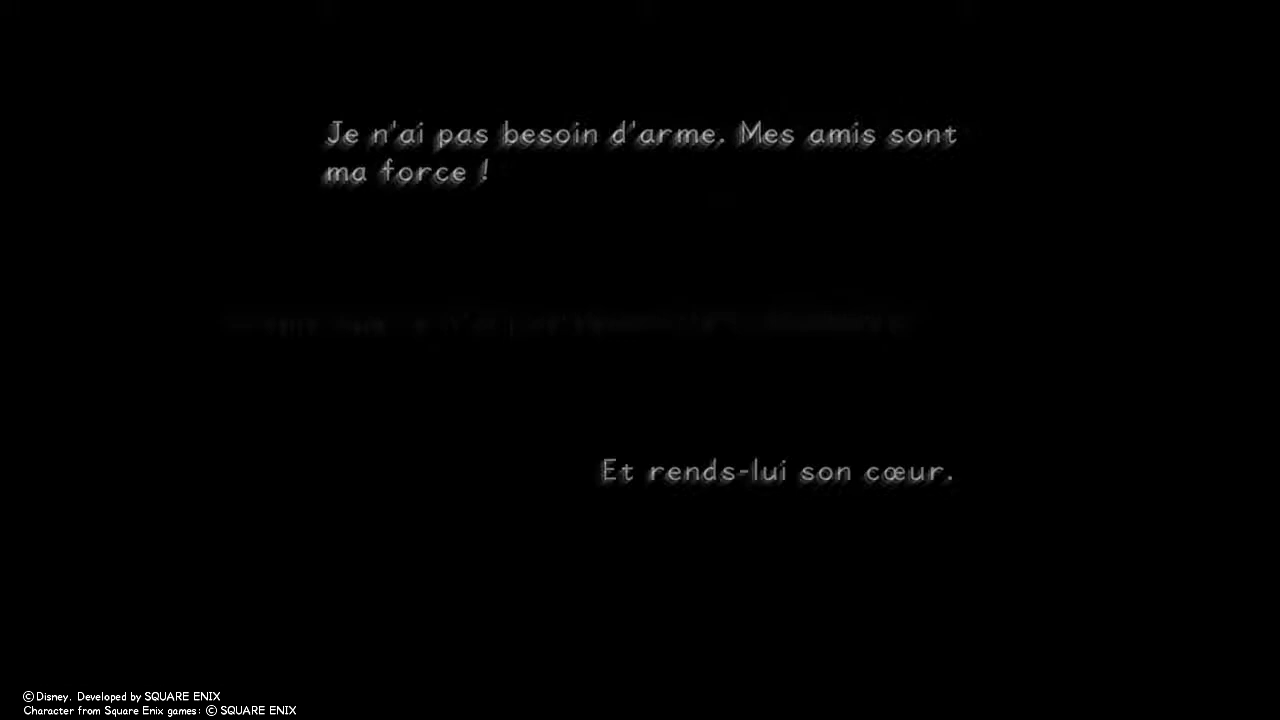 Je n'ai pas besoin d'arme. Mes amis sont
ma force !
Et rends-lui son cœur.
©Disney. Developed by SQUARE ENIX
Character from Square Enix games: © SQUARE ENIX